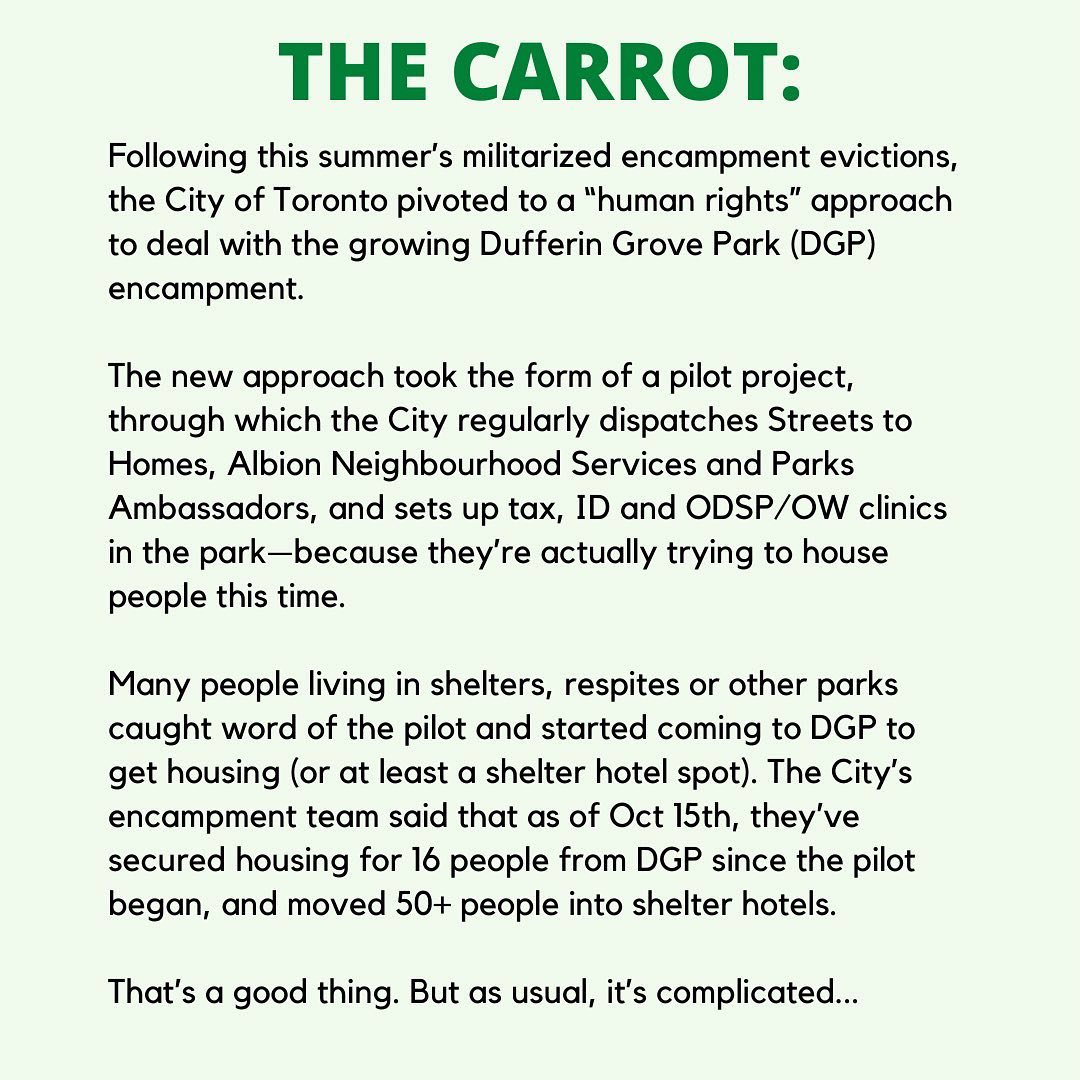 THE CARROT:
Following this summer’s militarized encampment evictions,
the City of Toronto pivoted to a “human rights” approach
to deal with the growing Dufferin Grove Park (DGP)
encampment.
The new approach took the form of a pilot project,
through which the City regularly dispatches Streets to
Homes, Albion Neighbourhood Services and Parks
Ambassadors, and sets up tax, ID and ODSP/OW clinics
in the park—because they’re actually trying to house
people this time.
Many people living in shelters, respites or other parks
caught word of the pilot and started coming to DGP to
get housing (or at least a shelter hotel spot). The City’s
encampment team said that as of Oct 15th, they’ve
secured housing for 16 people from DGP since the pilot
began, and moved 50+ people into shelter hotels.
That’s a good thing. But as usual, it’s complicated...